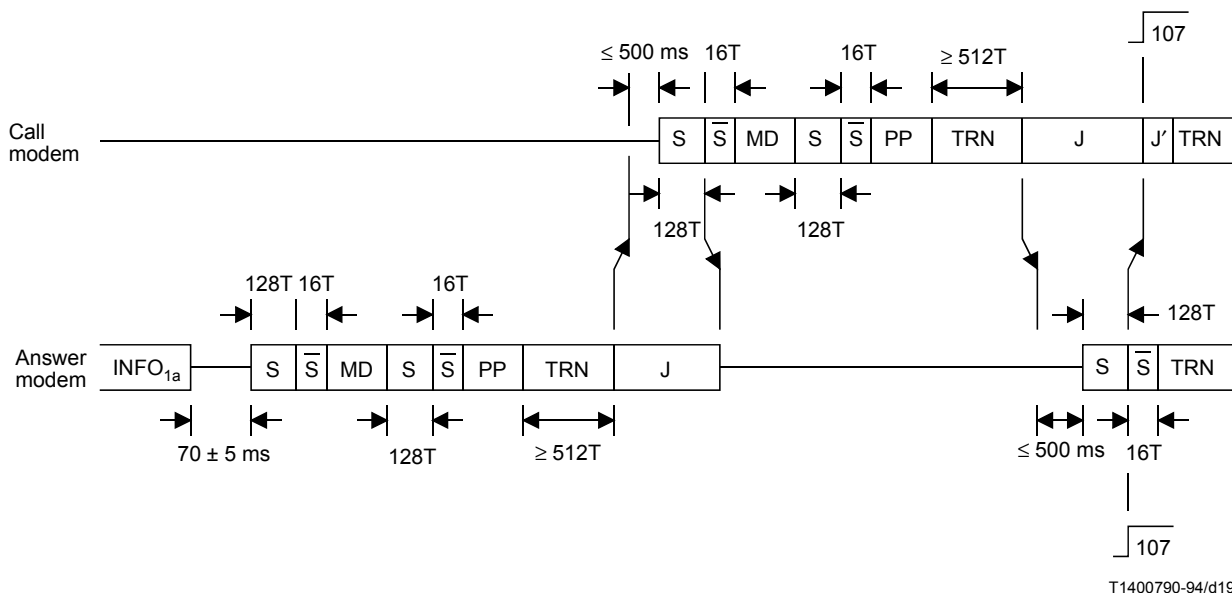 107
≤ 500 ms 16T 16T ≥ 512T
Call modem S S̅ MD S S̅ PP TRN J J′ TRN
128T 128T
128T 16T 16T 128T
Answer modem INFO₁ₐ S S̅ MD S S̅ PP TRN J S S̅ TRN
70 ± 5 ms 128T ≥ 512T ≤ 500 ms 16T
107
T1400790-94/d19